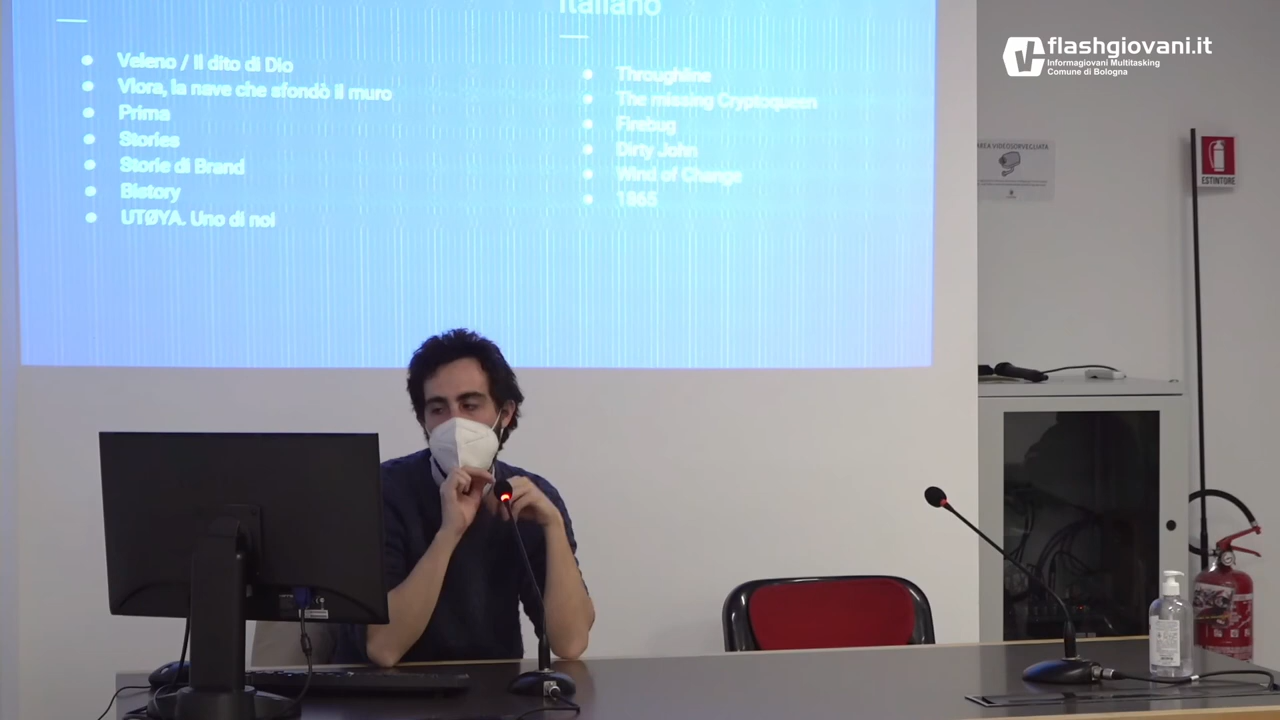 Italiano
Veleno / Il dito di Dio
Vlora, la nave che sfondò il muro
Prima
Stories
Storie di Brand
Bistory
UTØYA. Uno di noi
Throughline
The missing Cryptoqueen
Firebug
Dirty John
Wind of Change
1865
flashgiovani.it
Informagiovani Multitasking
Comune di Bologna
AREA VIDEOSORVEGLIATA
ESTINTORE